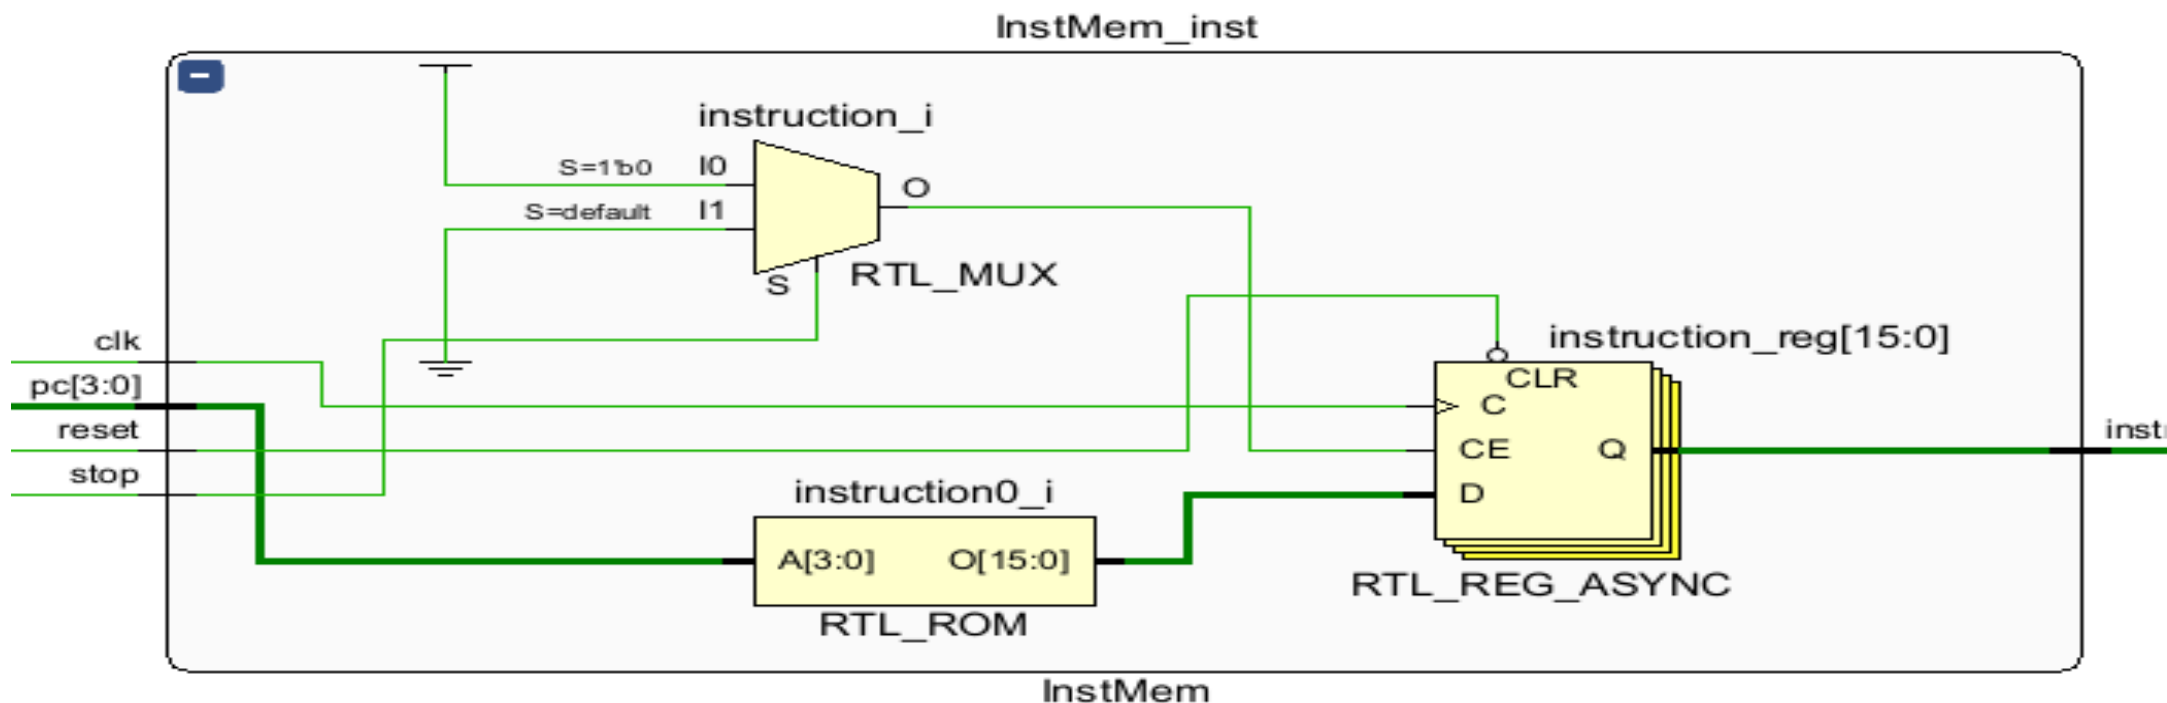 InstMem_inst
instruction_i
S=1'b0 I0
O
S=default I1
RTL_MUX
S
clk
instruction_reg[15:0]
CLR
pc[3:0]
C
reset
CE Q
inst
stop
D
instruction0_i
A[3:0] O[15:0]
RTL_REG_ASYNC
RTL_ROM
InstMem